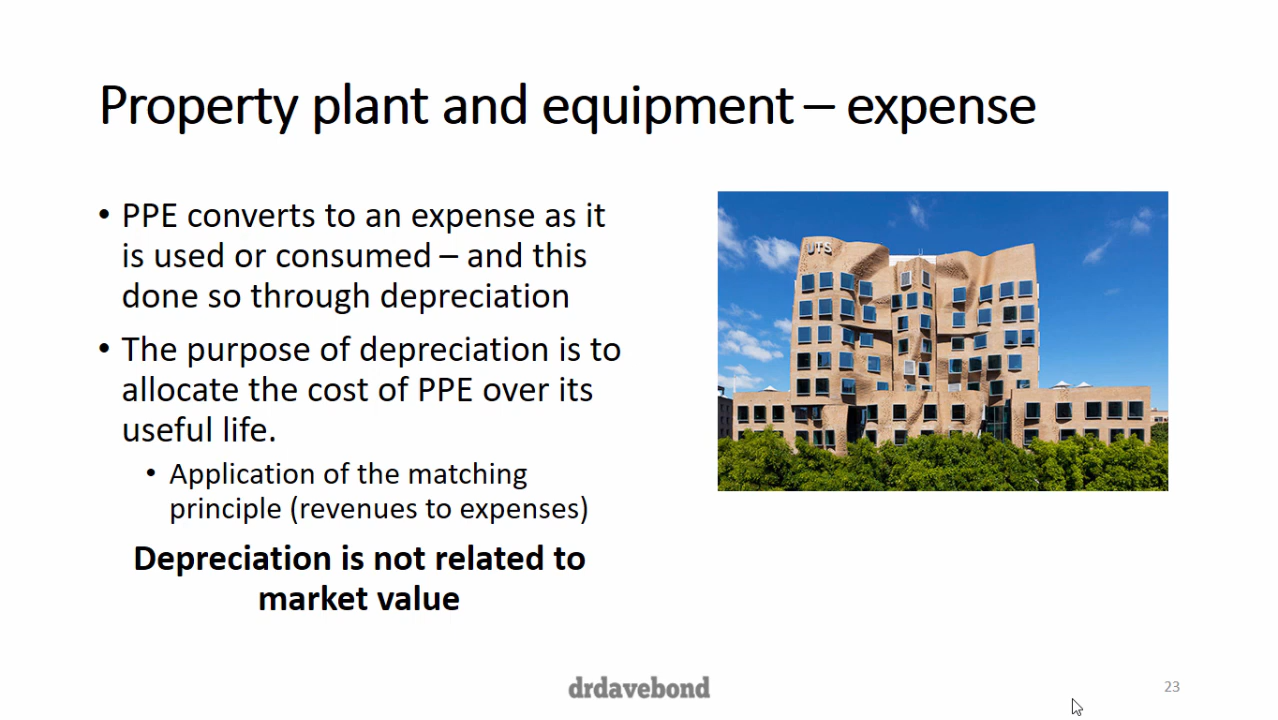 Property plant and equipment – expense
• PPE converts to an expense as it
is used or consumed – and this
done so through depreciation
• The purpose of depreciation is to
allocate the cost of PPE over its
useful life.
• Application of the matching
principle (revenues to expenses)
Depreciation is not related to
market value
UTS
drdavebond
23